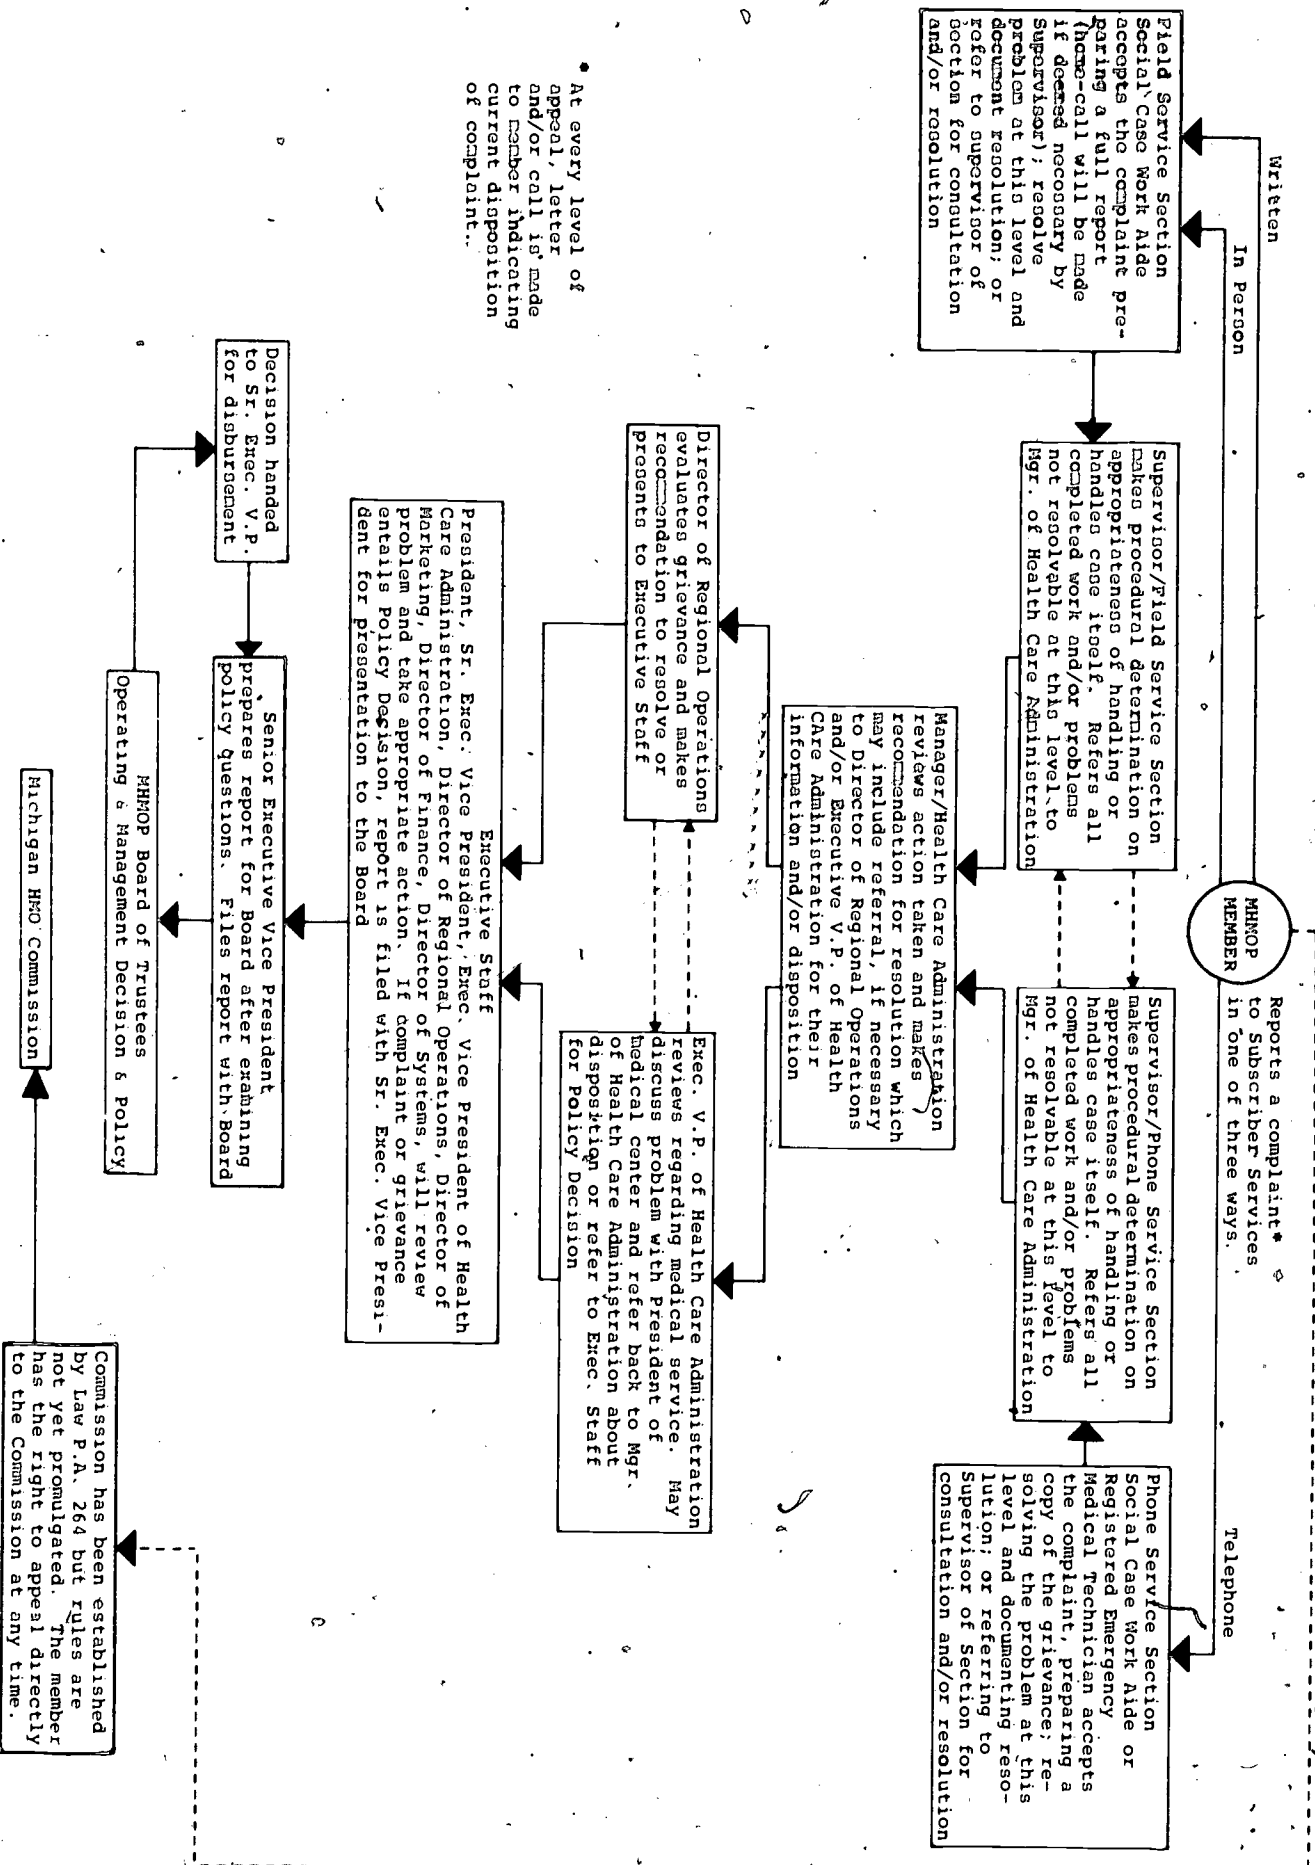 MHMOP
MEMBER
Reports a complaint*
to Subscriber Services
in one of three ways.
Written
In Person
Telephone
Field Service Section
Social Case Work Aide
accepts the complaint pre-
paring a full report
(home-call will be made
if deemed necessary by
Supervisor); resolve
problem at this level and
document resolution; or
refer to supervisor of
section for consultation
and/or resolution
Supervisor/Field Service Section
makes procedural determination on
appropriateness of handling or
handles case itself. Refers all
completed work and/or problems
not resolvable at this level to
Mgr. of Health Care Administration
Supervisor/Phone Service Section
makes procedural determination on
appropriateness of handling or
handles case itself. Refers all
completed work and/or problems
not resolvable at this level to
Mgr. of Health Care Administration
Phone Service Section
Social Case Work Aide or
Registered Emergency
Medical Technician accepts
the complaint, preparing a
copy of the grievance; re-
solving the problem at this
level and documenting reso-
lution; or referring to
Supervisor of Section for
consultation and/or resolution
Manager/Health Care Administration
reviews action taken and makes
recommendation for resolution which
may include referral, if necessary
to Director of Regional Operations
and/or Executive V.P. of Health
CAre Administration for their
information and/or disposition
* At every level of
appeal, letter
and/or call is made
to member indicating
current disposition
of complaint.
Director of Regional Operations
evaluates grievance and makes
recommendation to resolve or
presents to Executive Staff
Exec. V.P. of Health Care Administration
reviews regarding medical service. May
discuss problem with President of
medical center and refer back to Mgr.
of Health Care Administration about
disposition or refer to Exec. Staff
for Policy Decision
Executive Staff
President, Sr. Exec. Vice President, Exec. Vice President of Health
Care Administration, Director of Regional Operations, Director of
Marketing, Director of Finance, Director of Systems, will review
problem and take appropriate action. If complaint or grievance
entails Policy Decision, report is filed with Sr. Exec. Vice Presi-
dent for presentation to the Board
Decision handed
to Sr. Exec. V.P.
for disbursement
Senior Executive Vice President
prepares report for Board after examining
policy questions. Files report with Board
MHMOP Board of Trustees
Operating & Management Decision & Policy
Michigan HMO Commission
Commission has been established
by Law P.A. 264 but rules are
not yet promulgated. The member
has the right to appeal directly
to the Commission at any time.